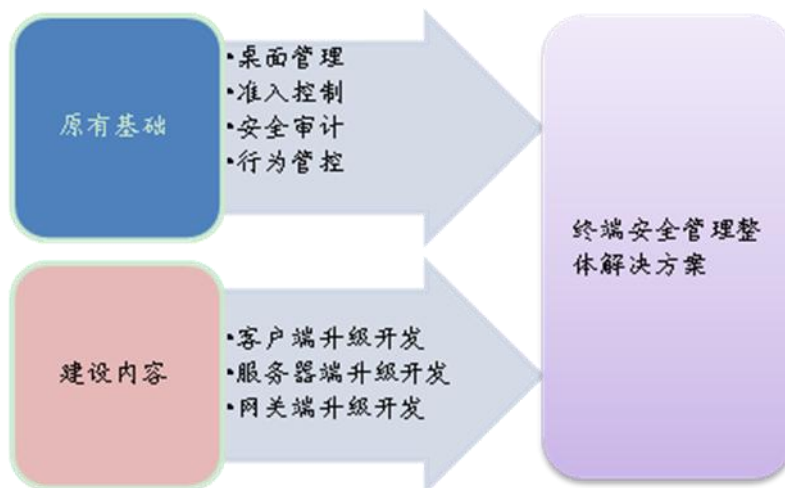 原有基础
•桌面管理
•准入控制
•安全审计
•行为管控
建设内容
•客户端升级开发
•服务器端升级开发
•网关端升级开发
终端安全管理整
体解决方案